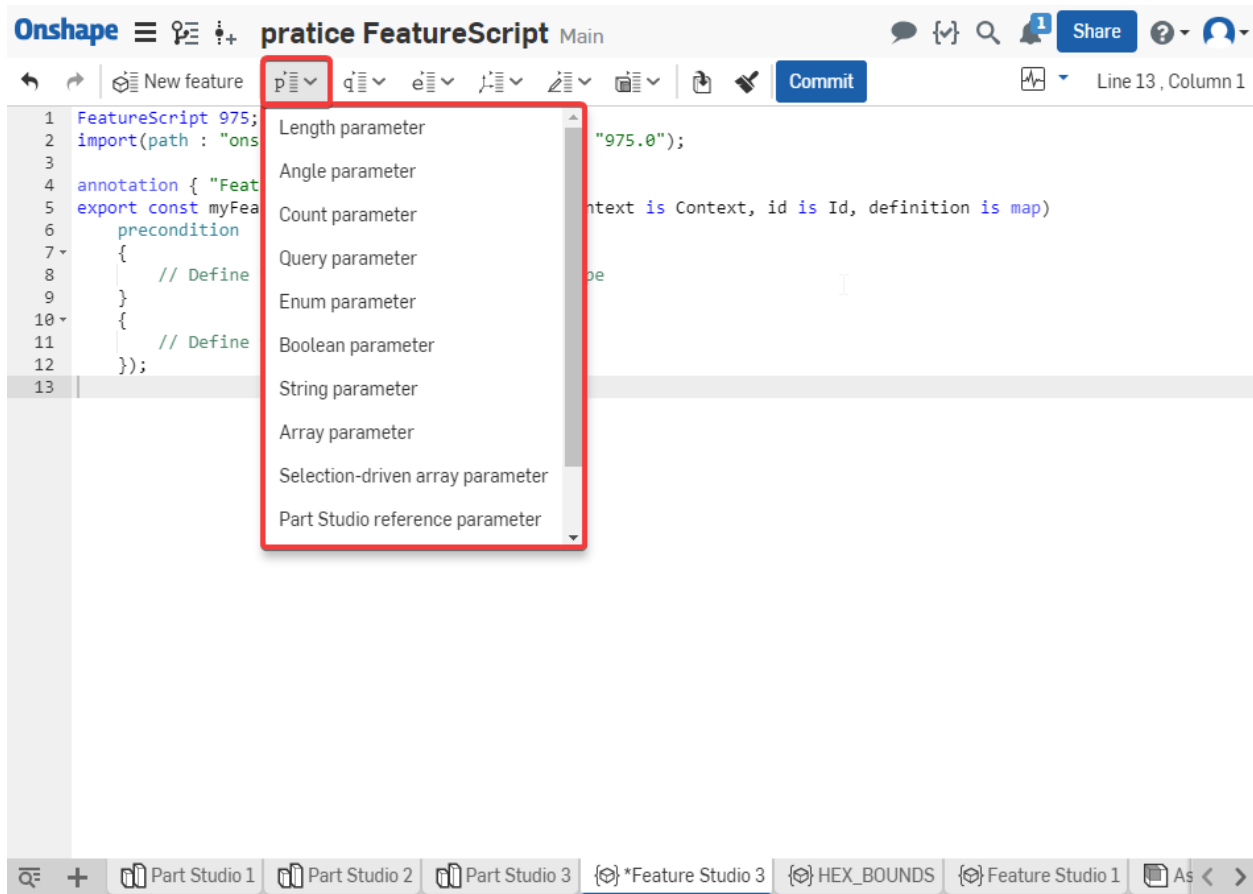 Onshape pratice FeatureScript Main 1 Share
New feature p q e Commit Line 13 , Column 1
1 FeatureScript 975;
2 import(path : "ons "975.0");
3
4 annotation { "Feat
5 export const myFea ntext is Context, id is Id, definition is map)
6 precondition
7 {
8 // Define be
9 }
10 {
11 // Define
12 });
13
Length parameter
Angle parameter
Count parameter
Query parameter
Enum parameter
Boolean parameter
String parameter
Array parameter
Selection-driven array parameter
Part Studio reference parameter
Part Studio 1 Part Studio 2 Part Studio 3 *Feature Studio 3 HEX_BOUNDS Feature Studio 1 As